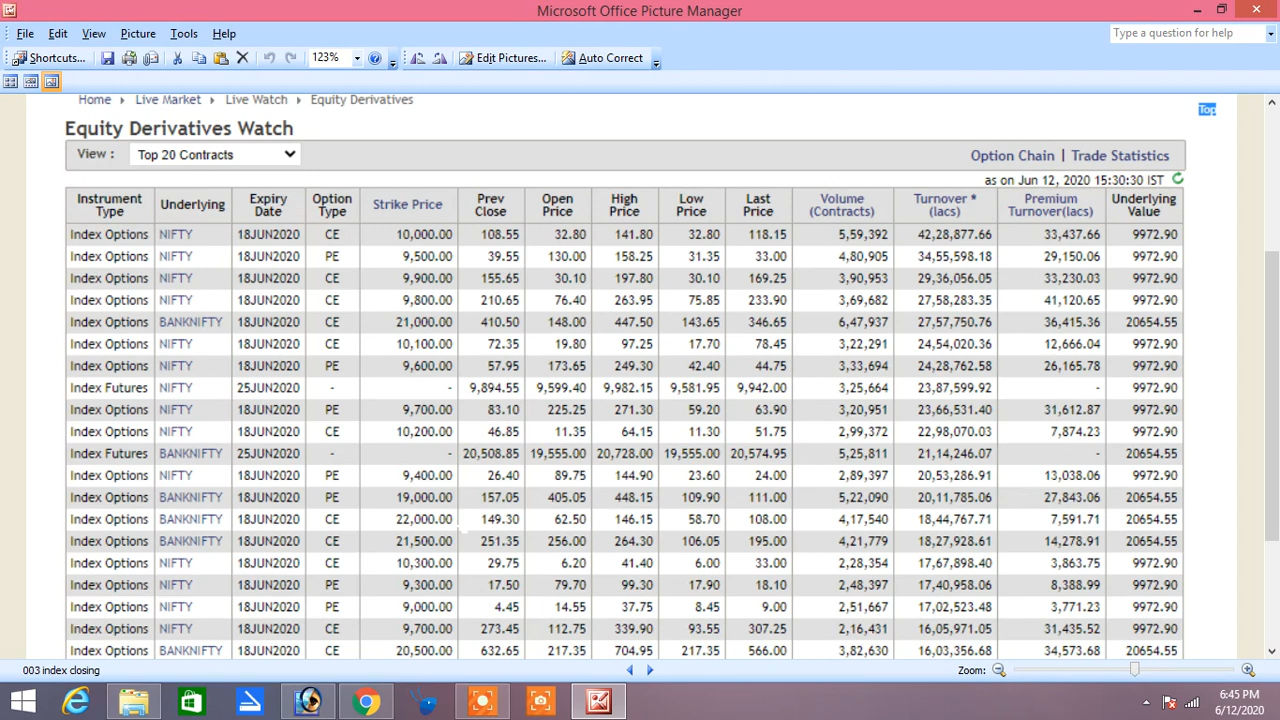 Microsoft Office Picture Manager
File Edit View Picture Tools Help Type a question for help
Shortcuts... 123% Edit Pictures... Auto Correct
Home Live Market Live Watch Equity Derivatives
Top
Equity Derivatives Watch
View : Top 20 Contracts Option Chain | Trade Statistics
as on Jun 12, 2020 15:30:30 IST
Instrument Type Underlying Expiry Date Option Type Strike Price Prev Close Open Price High Price Low Price Last Price Volume (Contracts) Turnover * (lacs) Premium Turnover(lacs) Underlying Value
Index Options NIFTY 18JUN2020 CE 10,000.00 108.55 32.80 141.80 32.80 118.15 5,59,392 42,28,877.66 33,437.66 9972.90
Index Options NIFTY 18JUN2020 PE 9,500.00 39.55 130.00 158.25 31.35 33.00 4,80,905 34,55,598.18 29,150.06 9972.90
Index Options NIFTY 18JUN2020 CE 9,900.00 155.65 30.10 197.80 30.10 169.25 3,90,953 29,36,056.05 33,230.03 9972.90
Index Options NIFTY 18JUN2020 CE 9,800.00 210.65 76.40 263.95 75.85 233.90 3,69,682 27,58,283.35 41,120.65 9972.90
Index Options BANKNIFTY 18JUN2020 CE 21,000.00 410.50 148.00 447.50 143.65 346.65 6,47,937 27,57,750.76 36,415.36 20654.55
Index Options NIFTY 18JUN2020 CE 10,100.00 72.35 19.80 97.25 17.70 78.45 3,22,291 24,54,020.36 12,666.04 9972.90
Index Options NIFTY 18JUN2020 PE 9,600.00 57.95 173.65 249.30 42.40 44.75 3,33,694 24,28,762.58 26,165.78 9972.90
Index Futures NIFTY 25JUN2020 - - 9,894.55 9,599.40 9,982.15 9,581.95 9,942.00 3,25,664 23,87,599.92 - 9972.90
Index Options NIFTY 18JUN2020 PE 9,700.00 83.10 225.25 271.30 59.20 63.90 3,20,951 23,66,531.40 31,612.87 9972.90
Index Options NIFTY 18JUN2020 CE 10,200.00 46.85 11.35 64.15 11.30 51.75 2,99,372 22,98,070.03 7,874.23 9972.90
Index Futures BANKNIFTY 25JUN2020 - - 20,508.85 19,555.00 20,728.00 19,555.00 20,574.95 5,25,811 21,14,246.07 - 20654.55
Index Options NIFTY 18JUN2020 PE 9,400.00 26.40 89.75 144.90 23.60 24.00 2,89,397 20,53,286.91 13,038.06 9972.90
Index Options BANKNIFTY 18JUN2020 PE 19,000.00 157.05 405.05 448.15 109.90 111.00 5,22,090 20,11,785.06 27,843.06 20654.55
Index Options BANKNIFTY 18JUN2020 CE 22,000.00 149.30 62.50 146.15 58.70 108.00 4,17,540 18,44,767.71 7,591.71 20654.55
Index Options BANKNIFTY 18JUN2020 CE 21,500.00 251.35 256.00 264.30 106.05 195.00 4,21,779 18,27,928.61 14,278.91 20654.55
Index Options NIFTY 18JUN2020 CE 10,300.00 29.75 6.20 41.40 6.00 33.00 2,28,354 17,67,898.40 3,863.75 9972.90
Index Options NIFTY 18JUN2020 PE 9,300.00 17.50 79.70 99.30 17.90 18.10 2,48,397 17,40,958.06 8,388.99 9972.90
Index Options NIFTY 18JUN2020 PE 9,000.00 4.45 14.55 37.75 8.45 9.00 2,51,667 17,02,523.48 3,771.23 9972.90
Index Options NIFTY 18JUN2020 CE 9,700.00 273.45 112.75 339.90 93.55 307.25 2,16,431 16,05,971.05 31,435.52 9972.90
Index Options BANKNIFTY 18JUN2020 CE 20,500.00 632.65 217.35 704.95 217.35 566.00 3,82,630 16,03,356.68 34,573.68 20654.55
003 index closing Zoom:
6:45 PM
6/12/2020